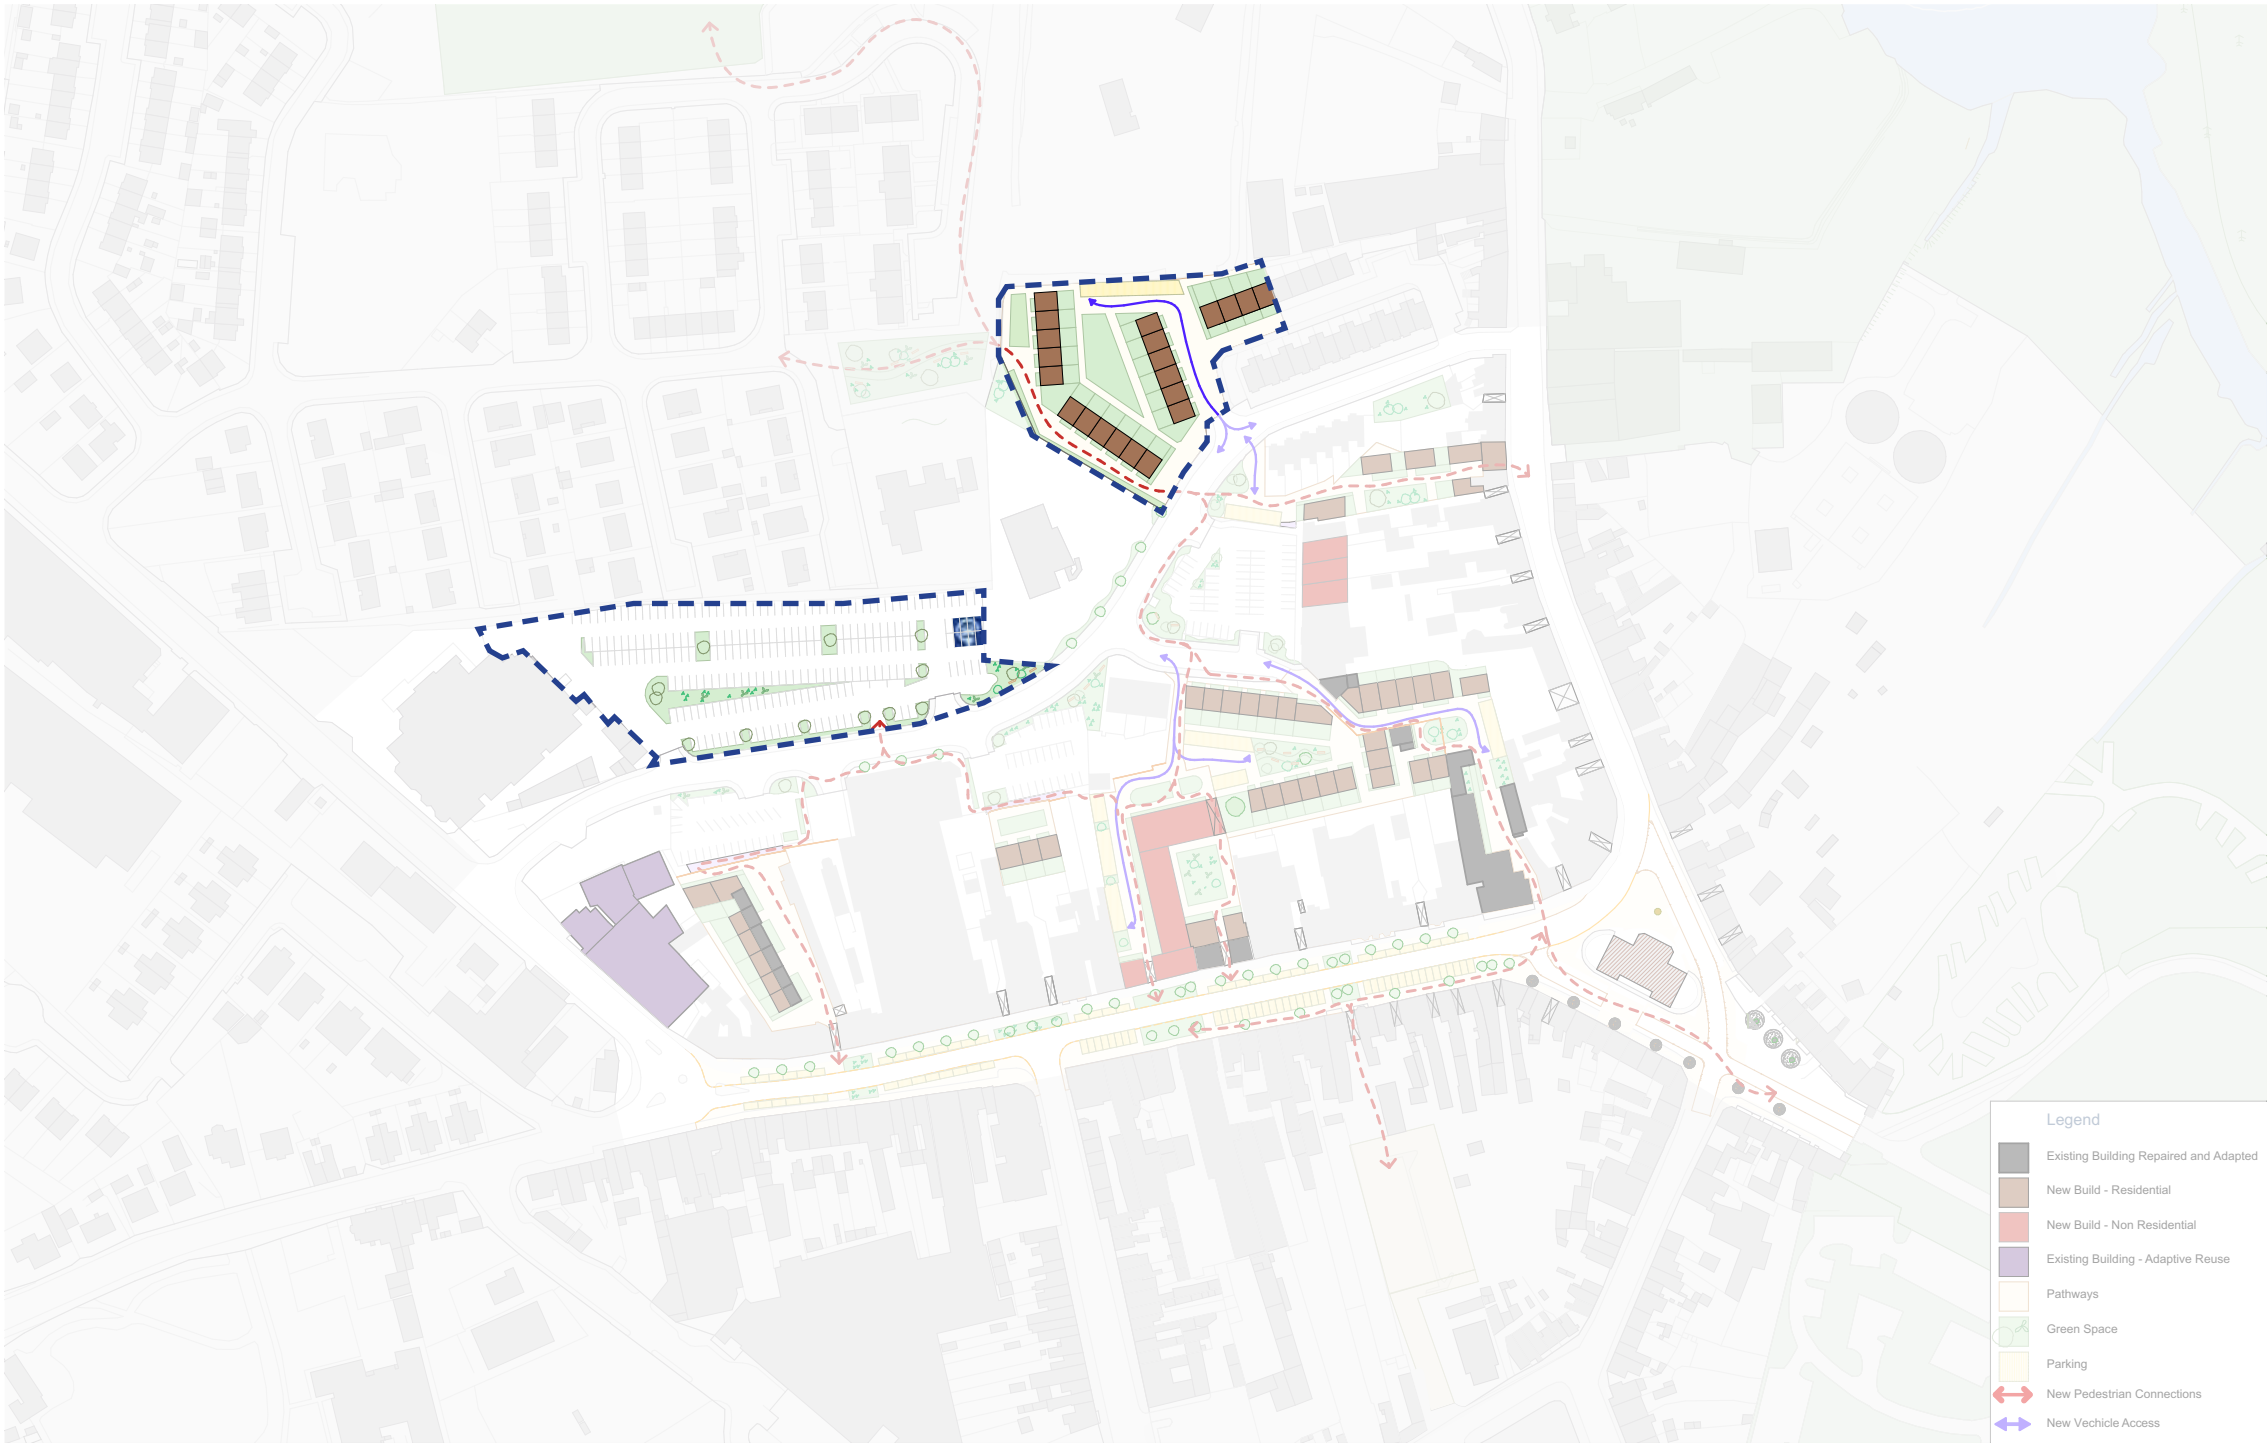 Legend
Existing Building Repaired and Adapted
New Build - Residential
New Build - Non Residential
Existing Building - Adaptive Reuse
Pathways
Green Space
Parking
New Pedestrian Connections
New Vechicle Access